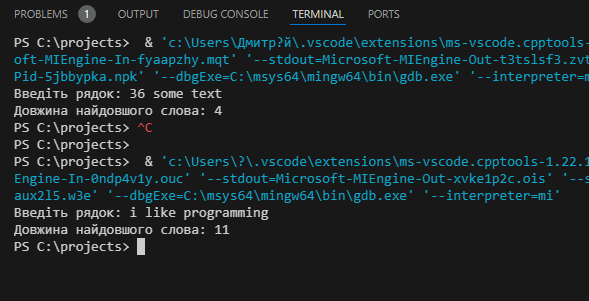 PROBLEMS 1 OUTPUT DEBUG CONSOLE TERMINAL PORTS
PS C:\projects>  & 'c:\Users\Дмитр?й\.vscode\extensions\ms-vscode.cpptools-
oft-MIEngine-In-fyaapzhy.mqt' '--stdout=Microsoft-MIEngine-Out-t3tslsf3.zvt
Pid-5jbbypka.npk' '--dbgExe=C:\msys64\mingw64\bin\gdb.exe' '--interpreter=m
Введіть рядок: 36 some text
Довжина найдовшого слова: 4
PS C:\projects> ^C
PS C:\projects>
PS C:\projects>  & 'c:\Users\?\.vscode\extensions\ms-vscode.cpptools-1.22.1
Engine-In-0ndp4v1y.ouc' '--stdout=Microsoft-MIEngine-Out-xvke1p2c.ois' '--s
aux2l5.w3e' '--dbgExe=C:\msys64\mingw64\bin\gdb.exe' '--interpreter=mi'
Введіть рядок: i like programming
Довжина найдовшого слова: 11
PS C:\projects>